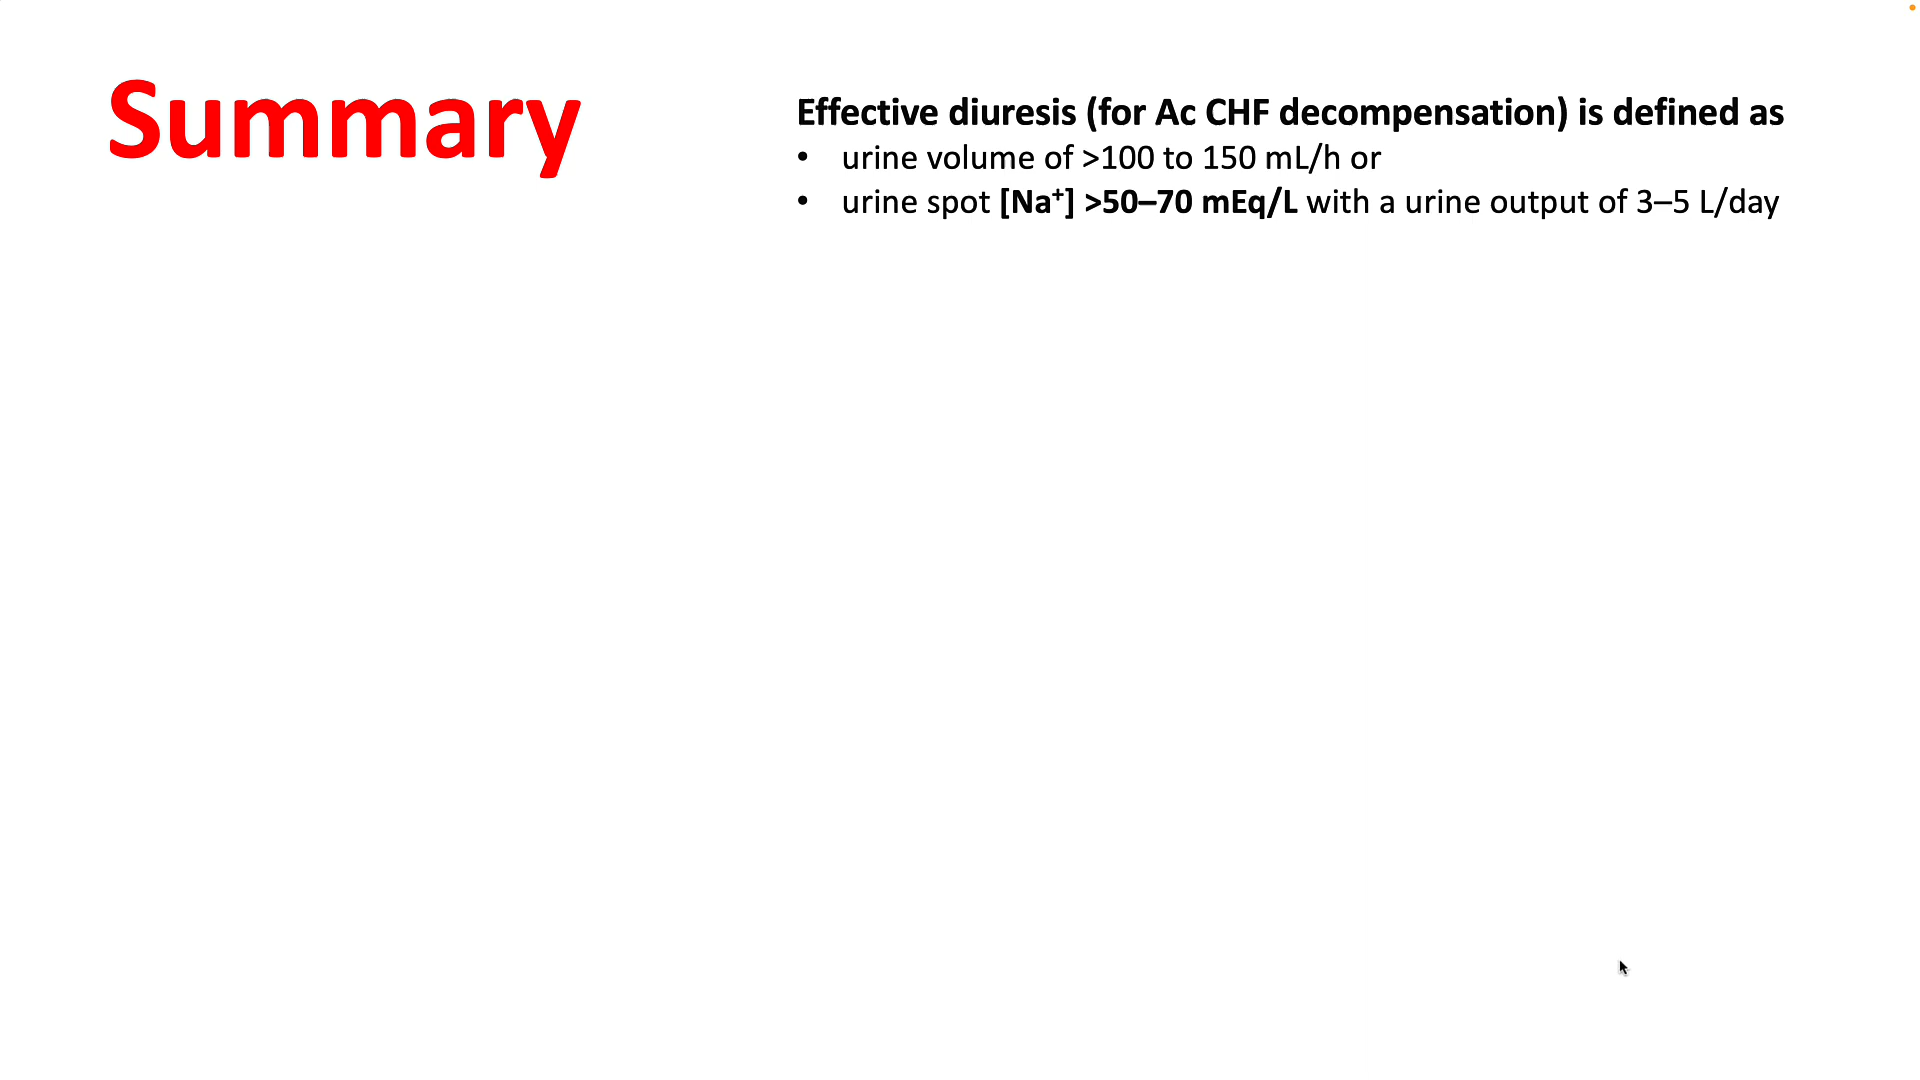 Summary
Effective diuresis (for Ac CHF decompensation) is defined as
• urine volume of >100 to 150 mL/h or
• urine spot [Na⁺] >50–70 mEq/L with a urine output of 3–5 L/day